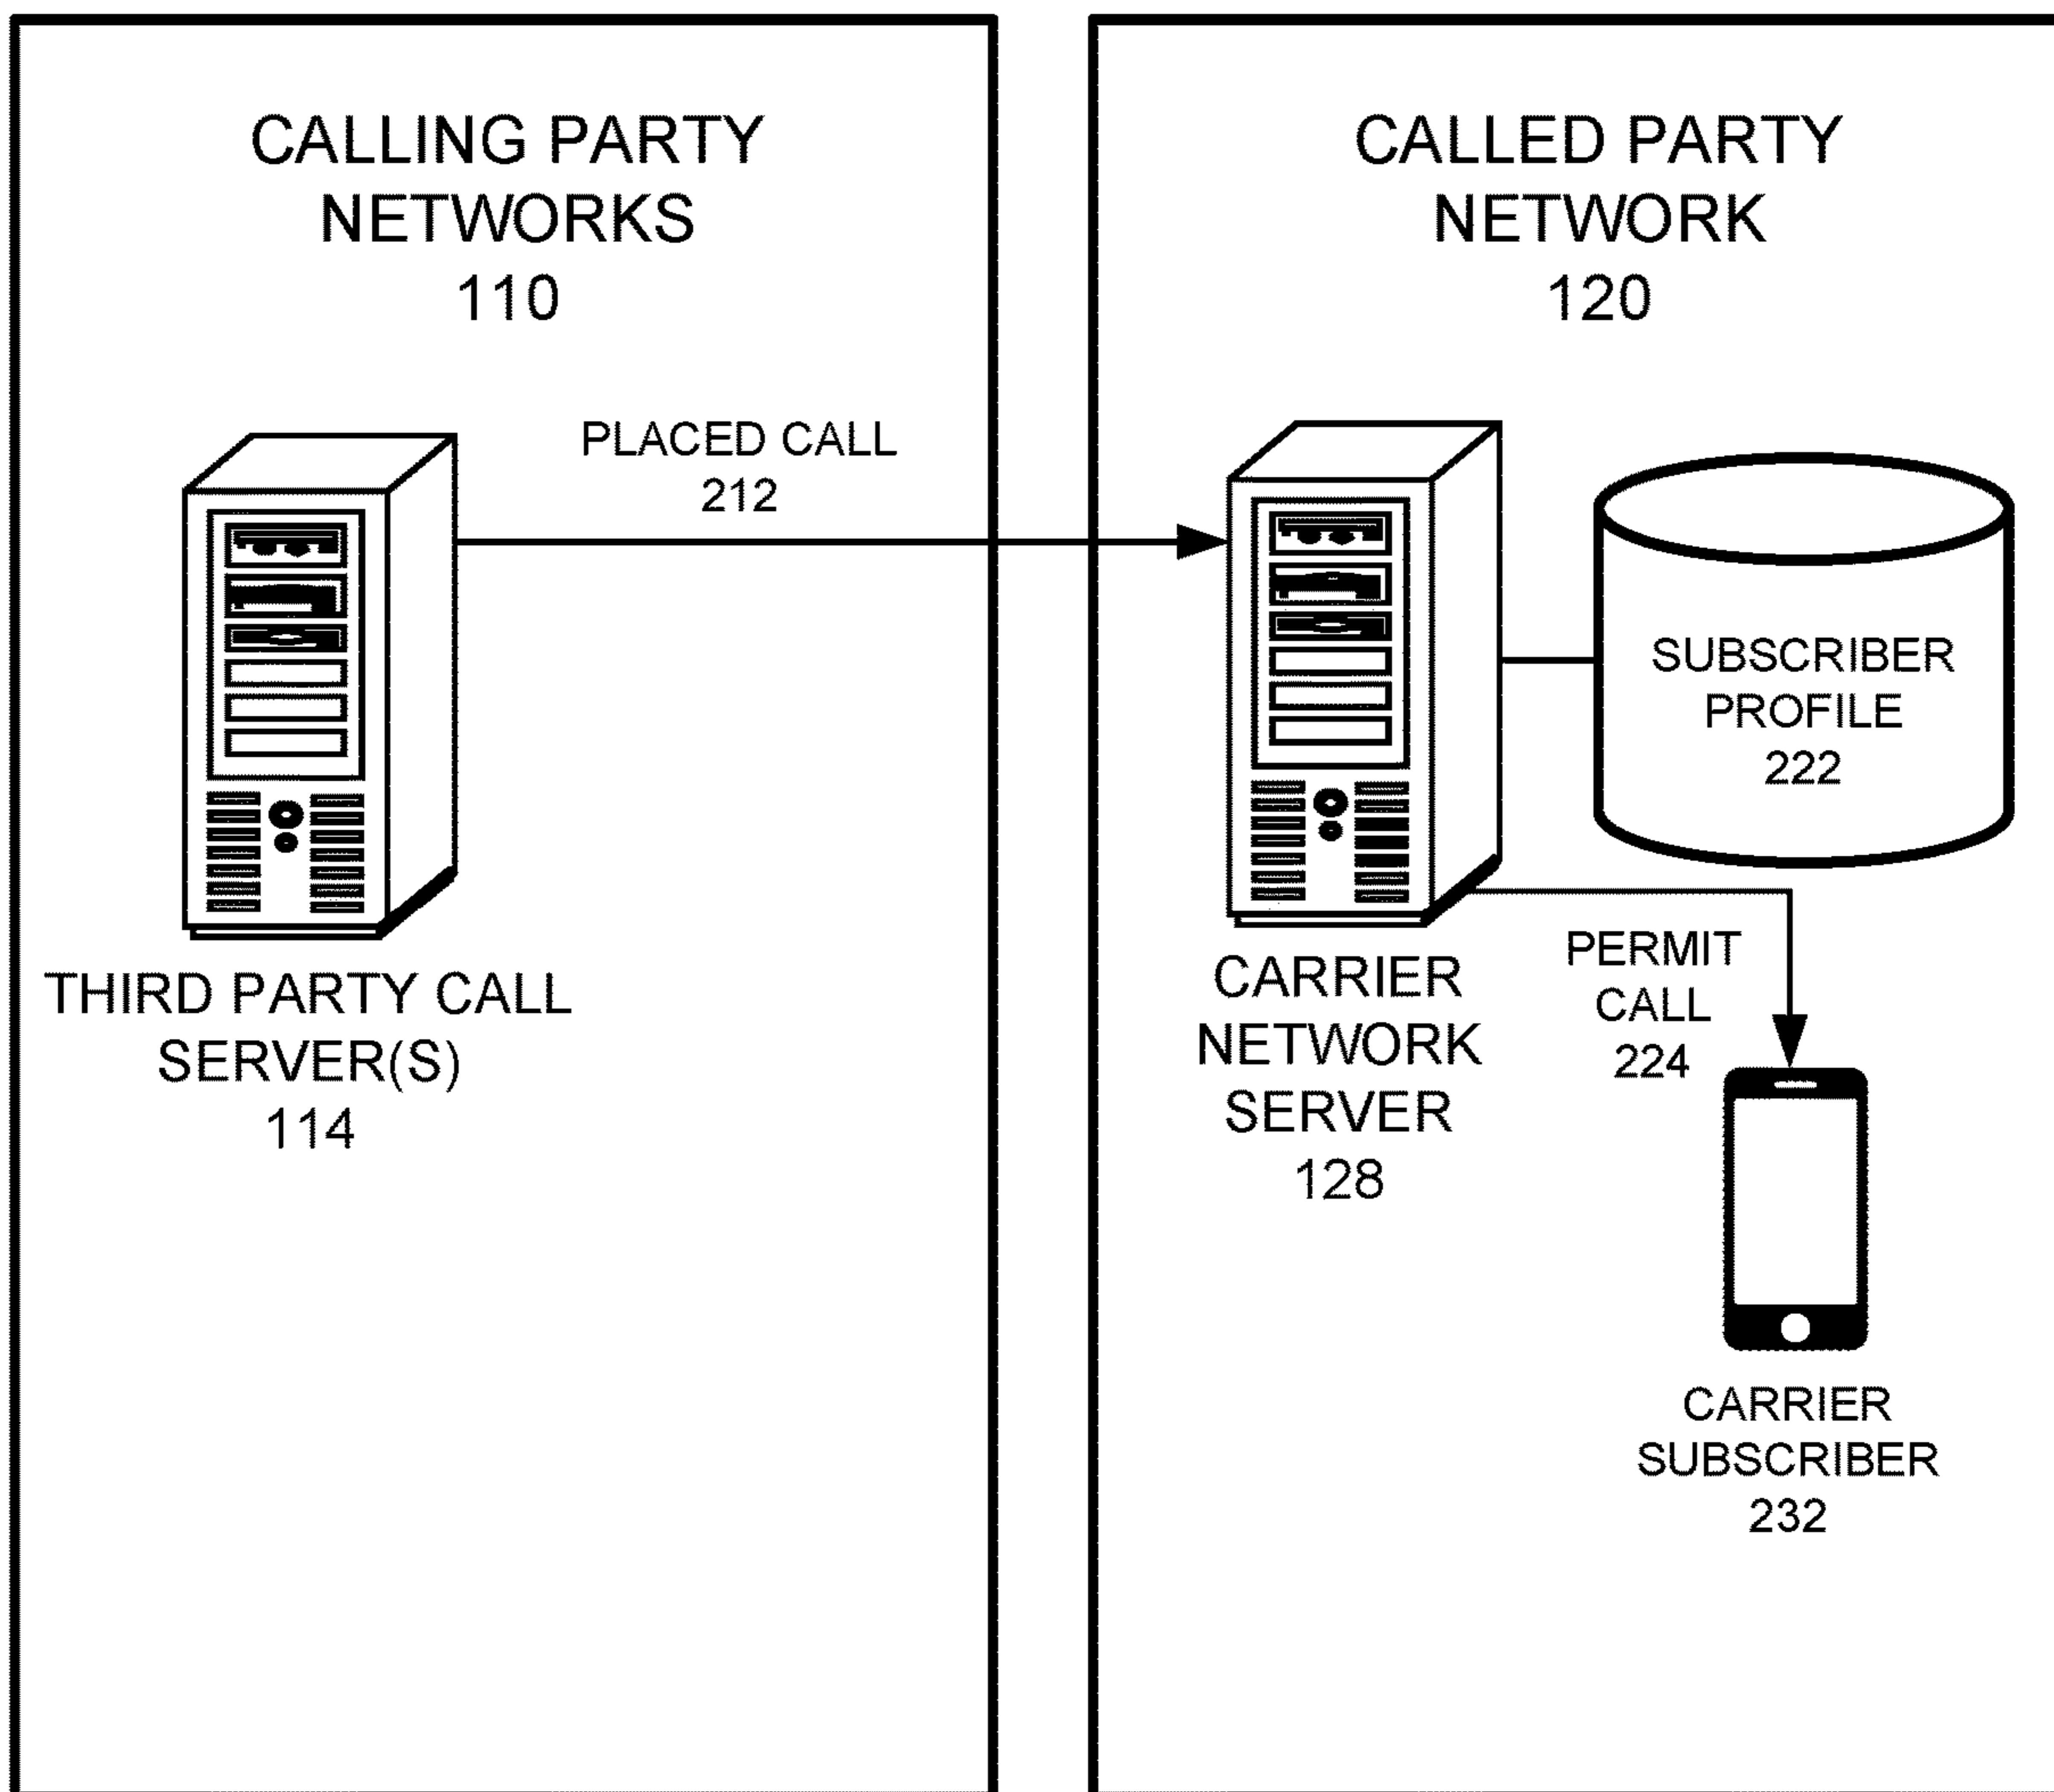 CALLING PARTY
NETWORKS
110
CALLED PARTY
NETWORK
120
PLACED CALL
212
SUBSCRIBER
PROFILE
222
THIRD PARTY CALL
SERVER(S)
114
CARRIER
NETWORK
SERVER
128
PERMIT
CALL
224
CARRIER
SUBSCRIBER
232